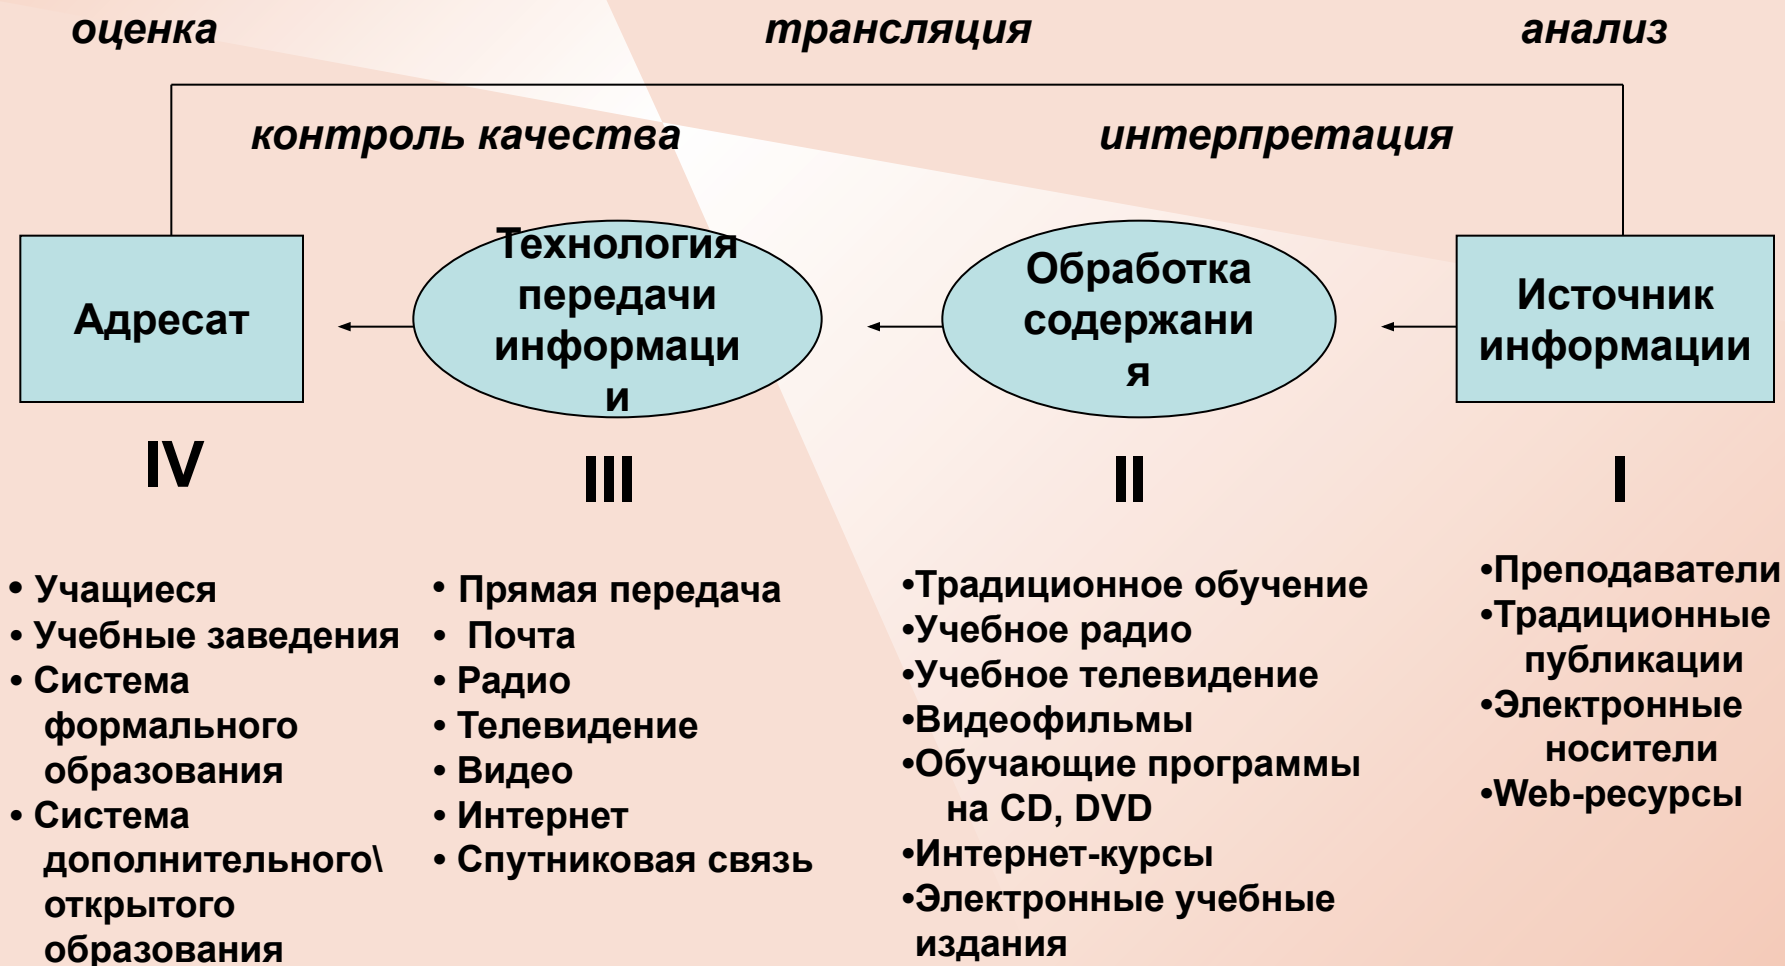 оценка
трансляция
анализ
контроль качества
интерпретация
Адресат
Технология
передачи
информаци
и
Обработка
содержани
я
Источник
информации
IV
III
II
I
• Учащиеся
• Учебные заведения
• Система
формального
образования
• Система
дополнительного\
открытого
образования
• Прямая передача
• Почта
• Радио
• Телевидение
• Видео
• Интернет
• Спутниковая связь
•Традиционное обучение
•Учебное радио
•Учебное телевидение
•Видеофильмы
•Обучающие программы
на CD, DVD
•Интернет-курсы
•Электронные учебные
издания
•Преподаватели
•Традиционные
публикации
•Электронные
носители
•Web-ресурсы